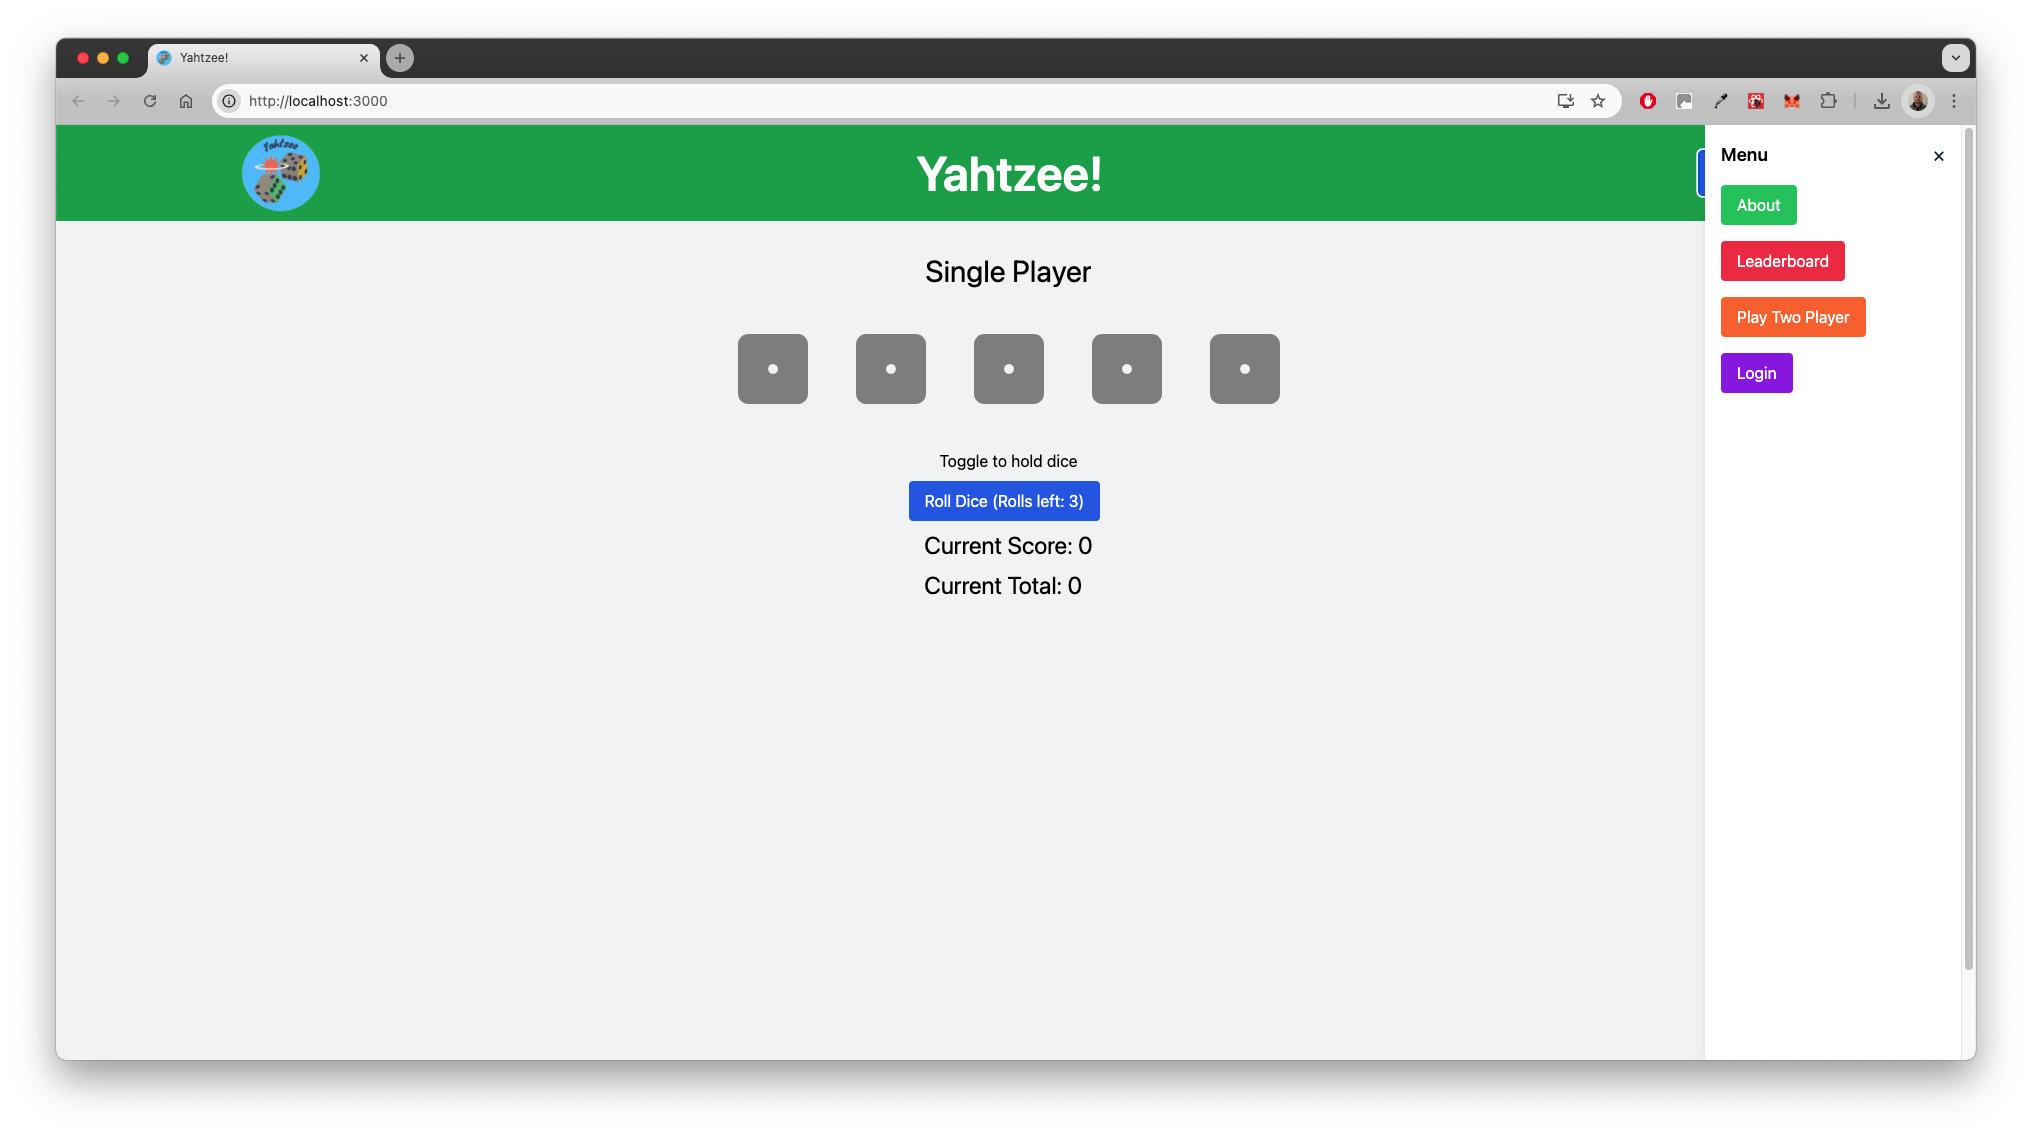 Yahtzee!
http://localhost:3000
Yahtzee
Yahtzee!
Menu
About
Leaderboard
Play Two Player
Login
Single Player
Toggle to hold dice
Roll Dice (Rolls left: 3)
Current Score: 0
Current Total: 0